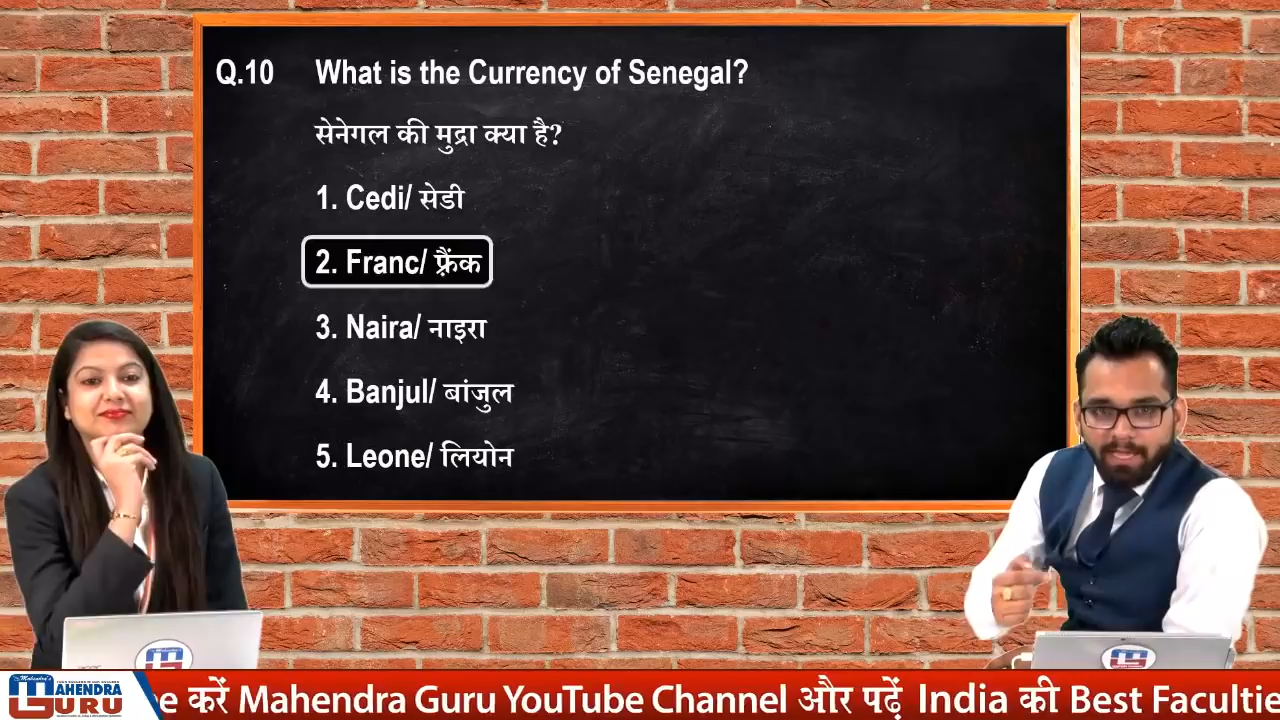 Q.10 What is the Currency of Senegal?
सेनेगल की मुद्रा क्या है?
1. Cedi/ सेडी
2. Franc/ फ़्रैंक
3. Naira/ नाइरा
4. Banjul/ बांजुल
5. Leone/ लियोन
Mahendra's
MAHENDRA
GURU
e करें Mahendra Guru YouTube Channel और पढ़ें India की Best Facultie